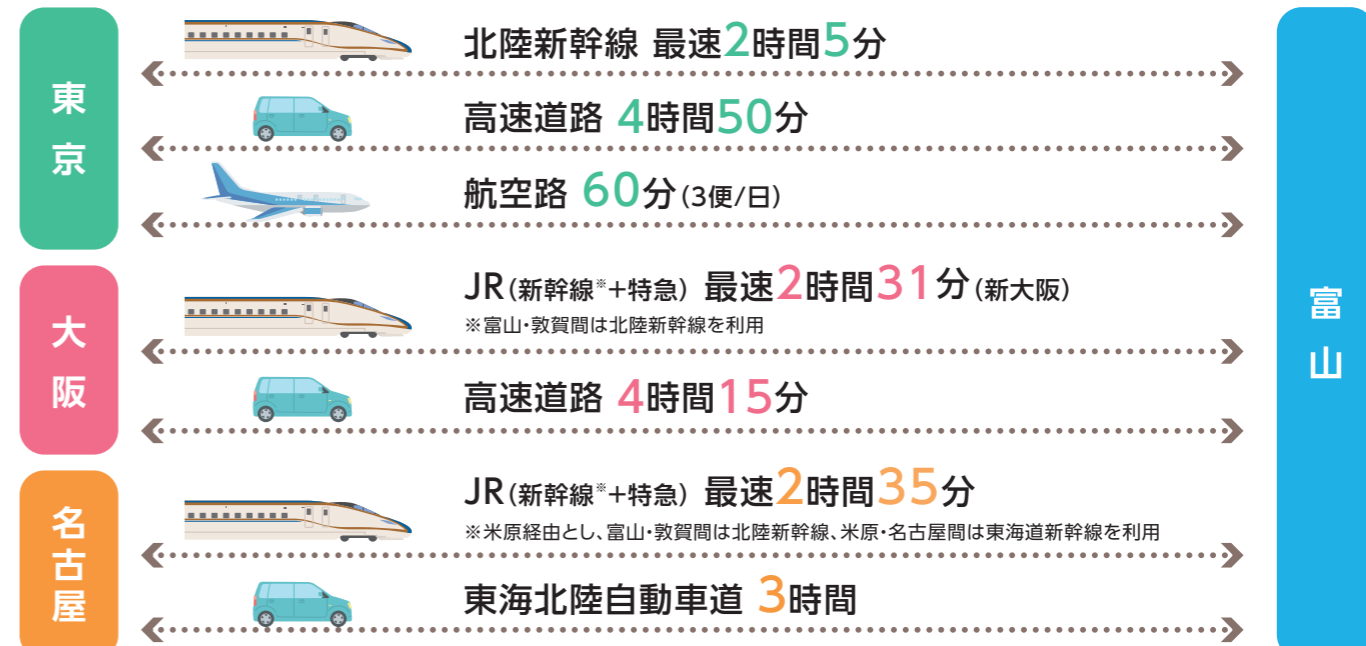 東京
北陸新幹線 最速2時間5分
高速道路 4時間50分
航空路 60分(3便/日)
大阪
JR(新幹線※+特急) 最速2時間31分(新大阪)
※富山・敦賀間は北陸新幹線を利用
高速道路 4時間15分
名古屋
JR(新幹線※+特急) 最速2時間35分
※米原経由とし、富山・敦賀間は北陸新幹線、米原・名古屋間は東海道新幹線を利用
東海北陸自動車道 3時間
富山